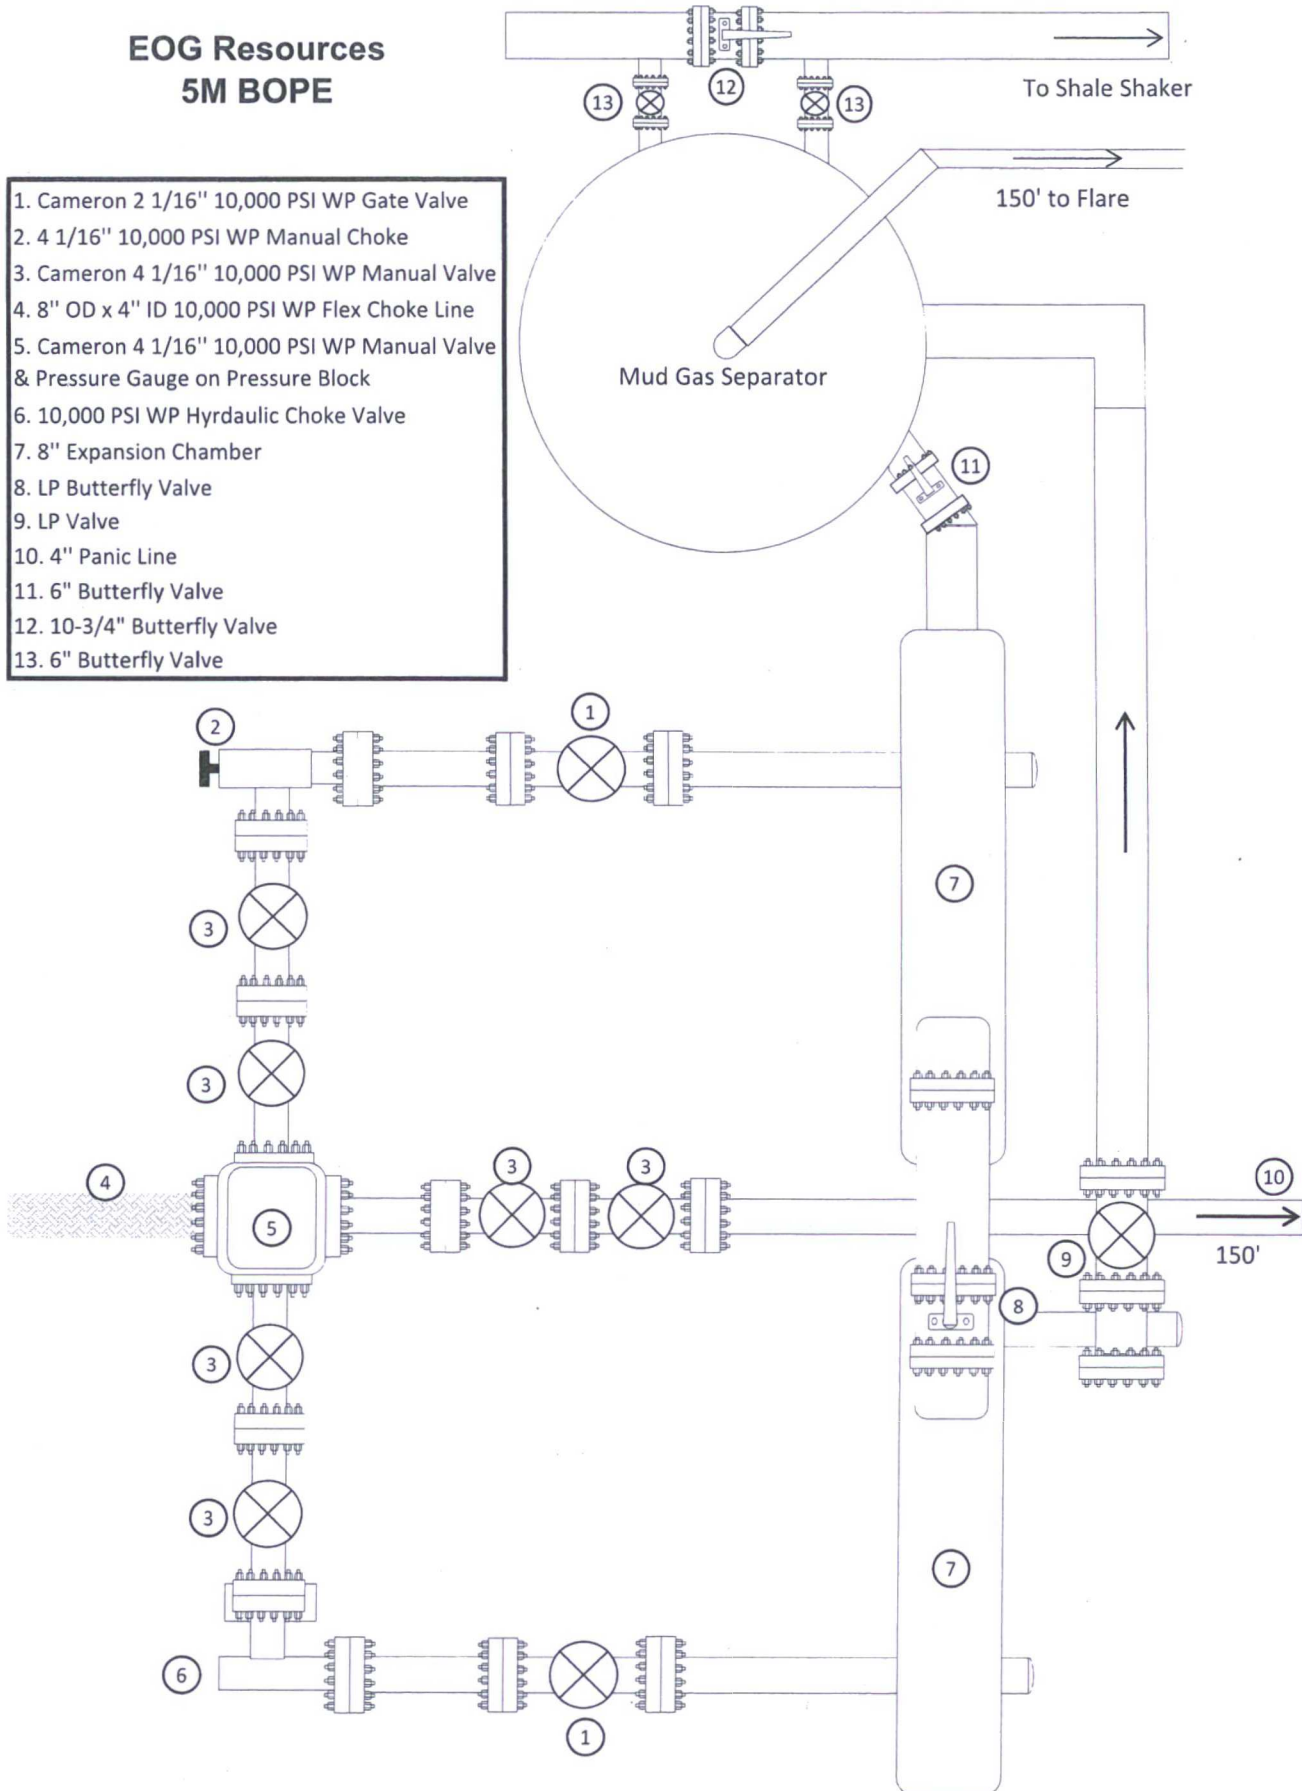 EOG Resources
5M BOPE
12
13
13
To Shale Shaker
150' to Flare
1. Cameron 2 1/16" 10,000 PSI WP Gate Valve
2. 4 1/16" 10,000 PSI WP Manual Choke
3. Cameron 4 1/16" 10,000 PSI WP Manual Valve
4. 8" OD x 4" ID 10,000 PSI WP Flex Choke Line
5. Cameron 4 1/16" 10,000 PSI WP Manual Valve
& Pressure Gauge on Pressure Block
6. 10,000 PSI WP Hyrdaulic Choke Valve
7. 8" Expansion Chamber
8. LP Butterfly Valve
9. LP Valve
10. 4" Panic Line
11. 6" Butterfly Valve
12. 10-3/4" Butterfly Valve
13. 6" Butterfly Valve
Mud Gas Separator
11
2
1
7
3
3
4
3
3
10
5
9
150'
8
3
3
7
6
1